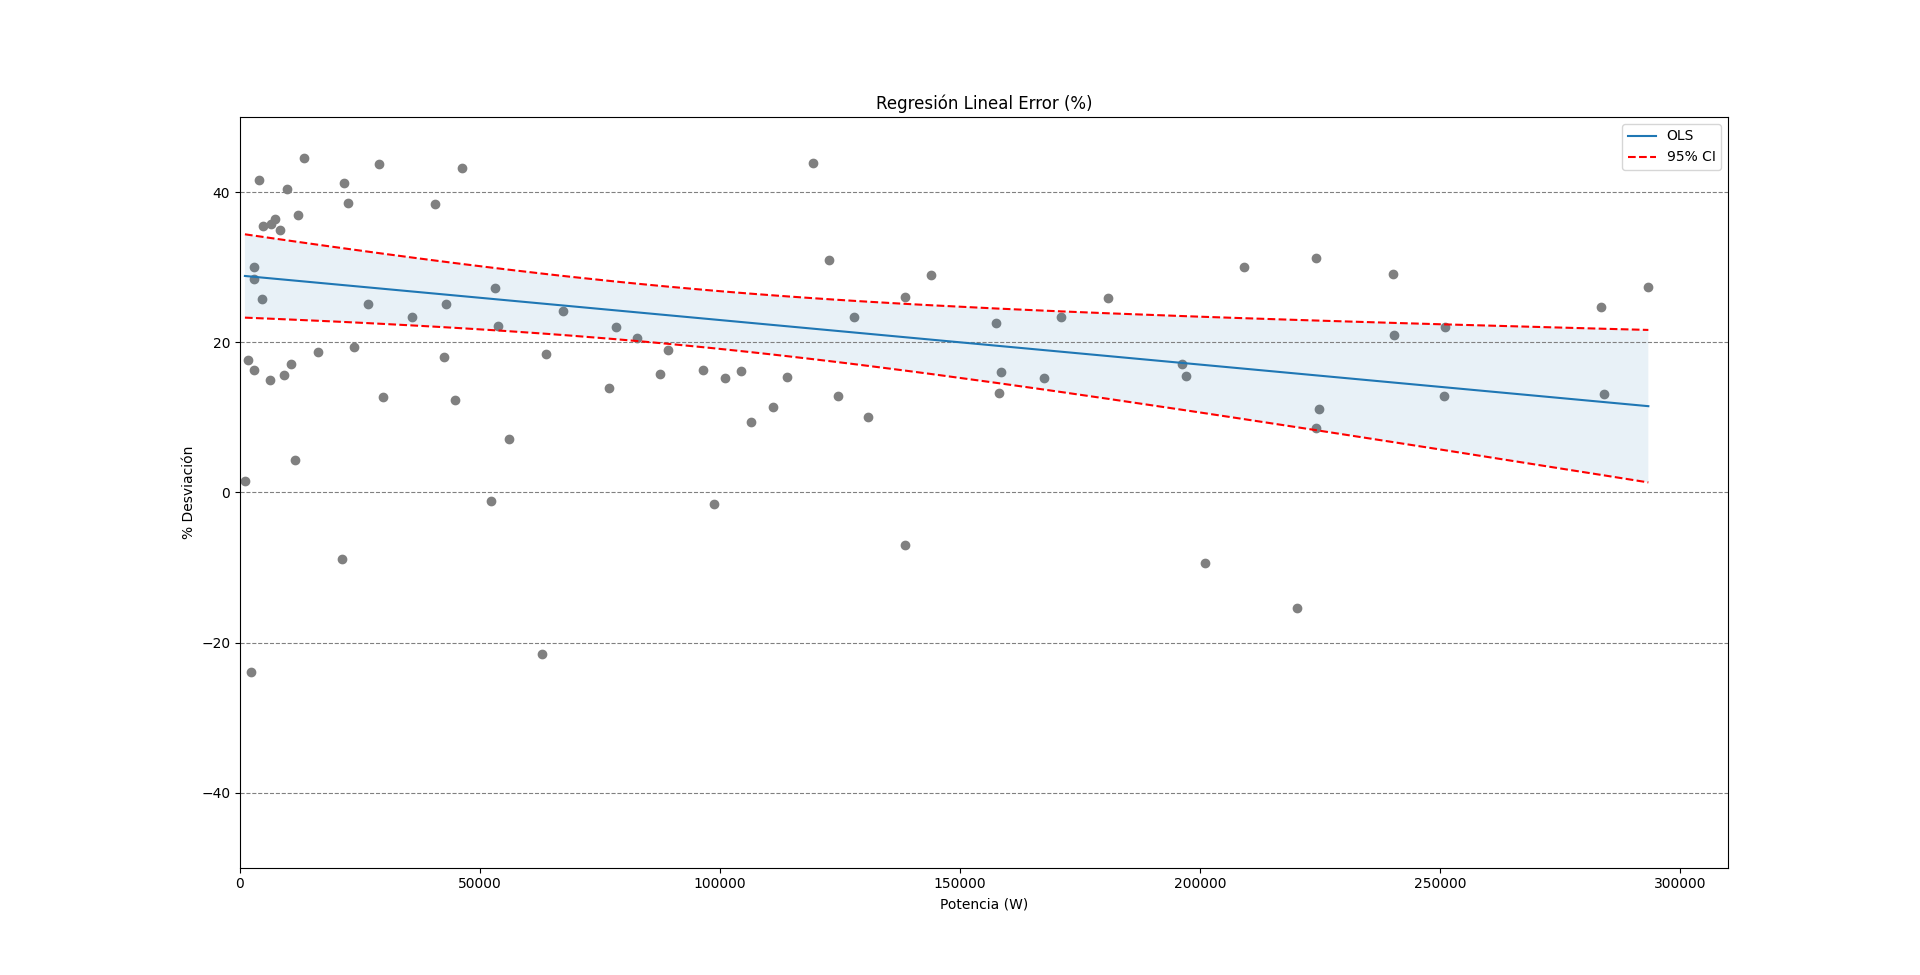 Regresión Lineal Error (%)
OLS
95% CI
40
20
0
−20
−40
% Desviación
0 50000 100000 150000 200000 250000 300000
Potencia (W)